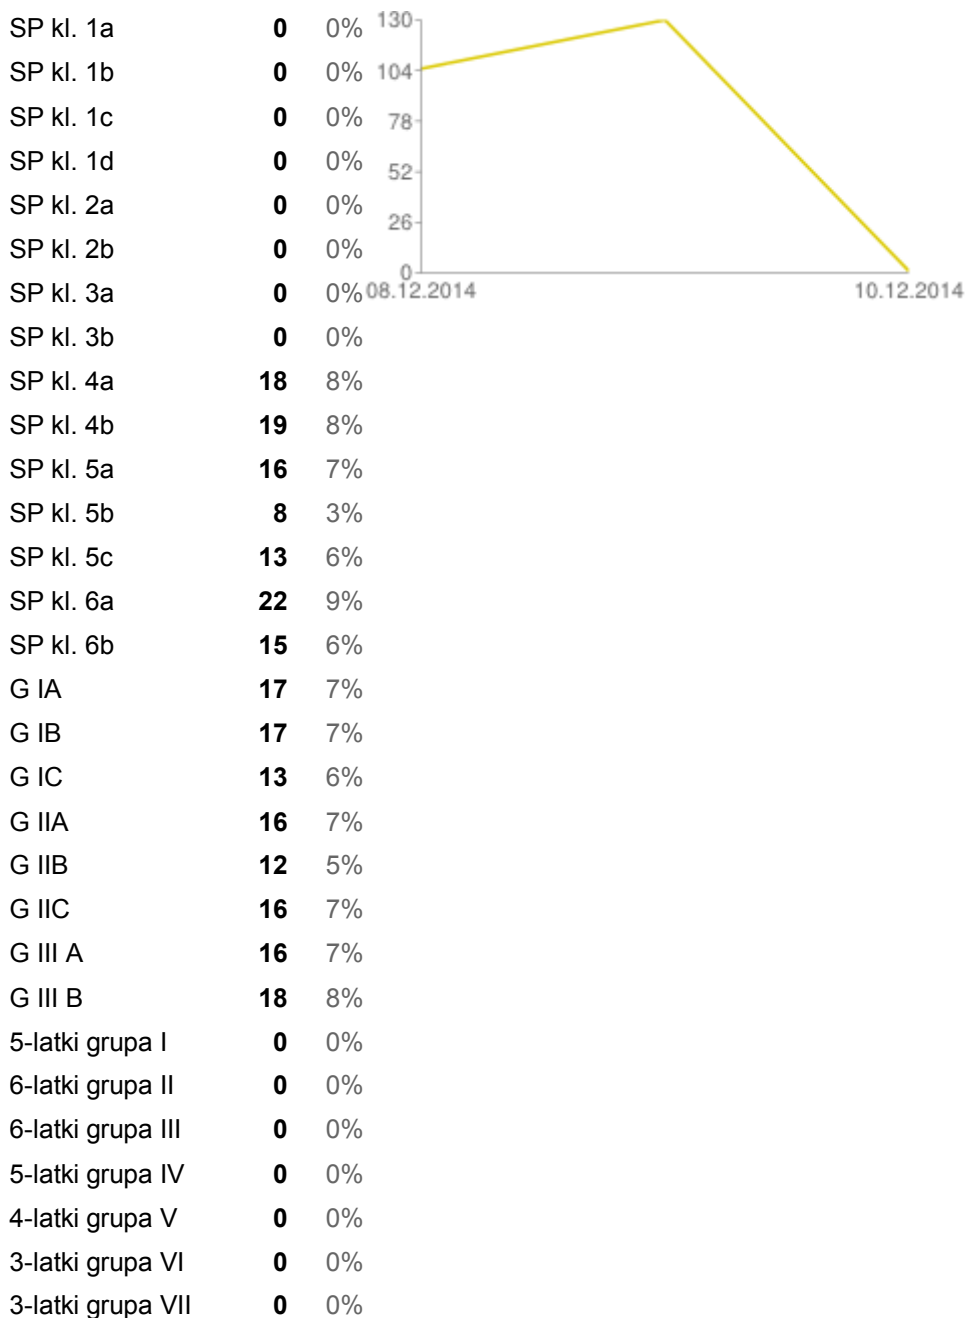 SP kl. 1a 0 0%
SP kl. 1b 0 0%
SP kl. 1c 0 0%
SP kl. 1d 0 0%
SP kl. 2a 0 0%
SP kl. 2b 0 0%
SP kl. 3a 0 0%
SP kl. 3b 0 0%
SP kl. 4a 18 8%
SP kl. 4b 19 8%
SP kl. 5a 16 7%
SP kl. 5b 8 3%
SP kl. 5c 13 6%
SP kl. 6a 22 9%
SP kl. 6b 15 6%
G IA 17 7%
G IB 17 7%
G IC 13 6%
G IIA 16 7%
G IIB 12 5%
G IIC 16 7%
G III A 16 7%
G III B 18 8%
5-latki grupa I 0 0%
6-latki grupa II 0 0%
6-latki grupa III 0 0%
5-latki grupa IV 0 0%
4-latki grupa V 0 0%
3-latki grupa VI 0 0%
3-latki grupa VII 0 0%
130
104
78
52
26
0
08.12.2014 10.12.2014